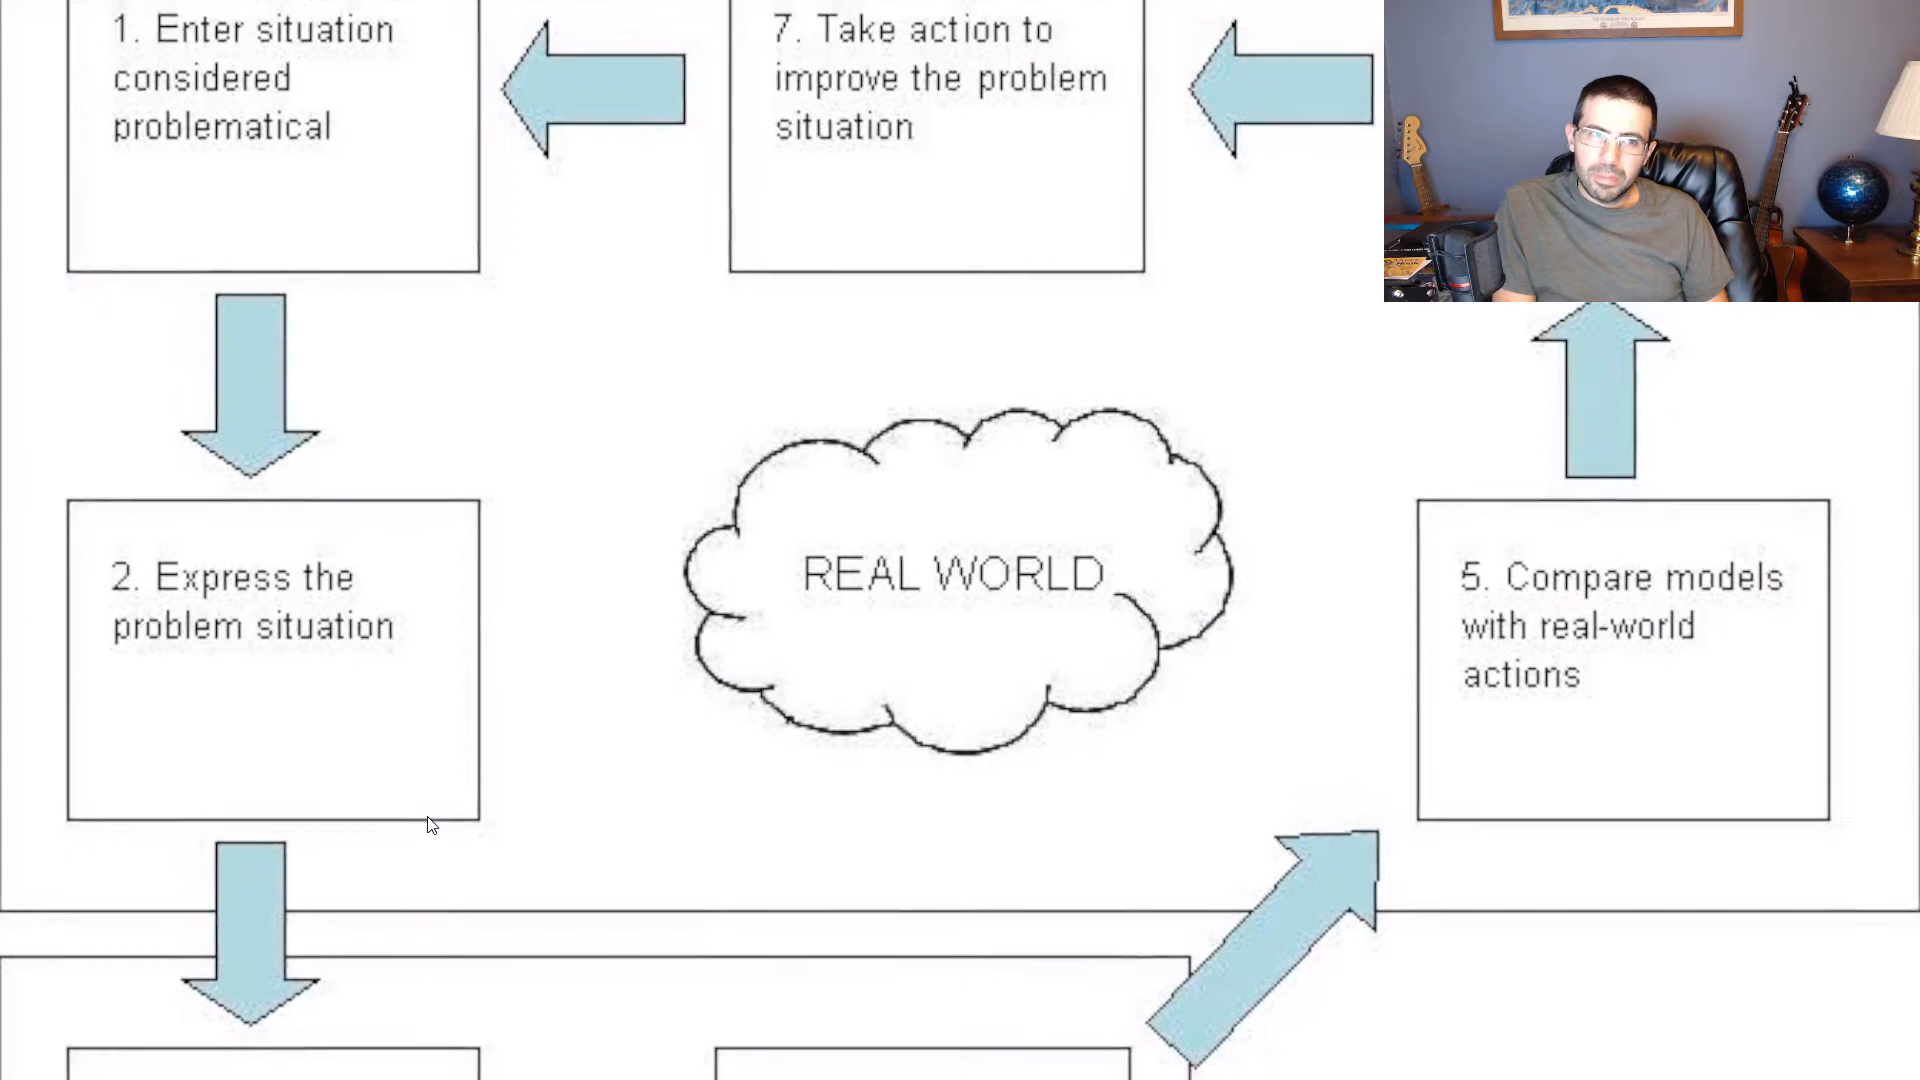 1. Enter situation
considered
problematical
7. Take action to
improve the problem
situation
2. Express the
problem situation
REAL WORLD
5. Compare models
with real-world
actions